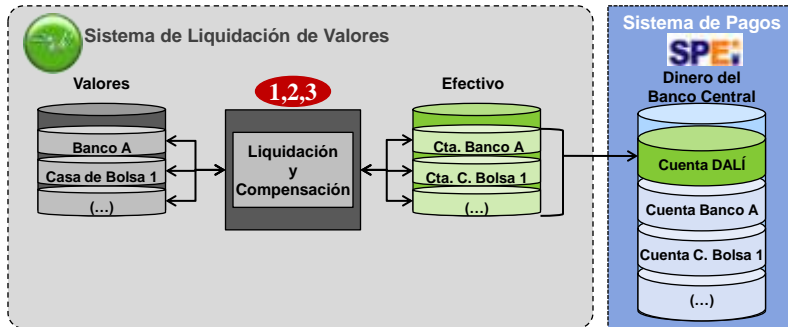 Sistema de Liquidación de Valores
Valores
Banco A
Casa de Bolsa 1
(...)
1,2,3
Liquidación
y
Compensación
Efectivo
Cta. Banco A
Cta. C. Bolsa 1
(...)
Sistema de Pagos
SPEi
Dinero del
Banco Central
Cuenta DALÍ
Cuenta Banco A
Cuenta C. Bolsa 1
(...)